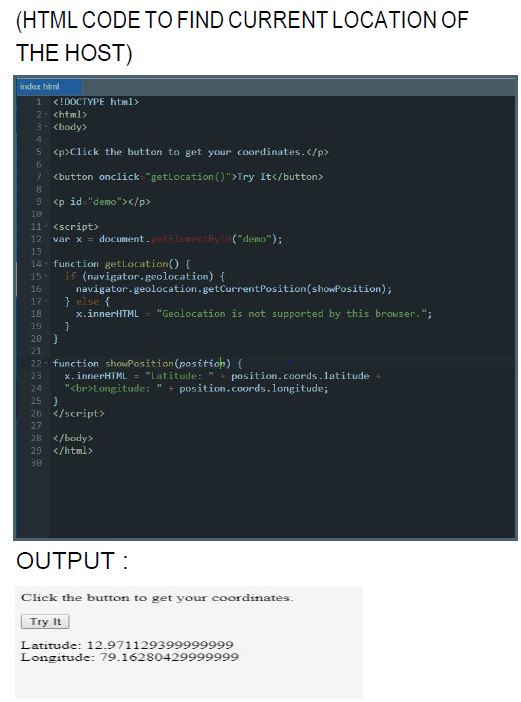 (HTML CODE TO FIND CURRENT LOCATION OF
THE HOST)
index.html
1 <!DOCTYPE html>
2 <html>
3 <body>
4
5 <p>Click the button to get your coordinates.</p>
6
7 <button onclick="getLocation()">Try It</button>
8
9 <p id="demo"></p>
10
11 <script>
12 var x = document.getElementById("demo");
13
14 function getLocation() {
15 if (navigator.geolocation) {
16 navigator.geolocation.getCurrentPosition(showPosition);
17 } else {
18 x.innerHTML = "Geolocation is not supported by this browser.";
19 }
20 }
21
22 function showPosition(position) {
23 x.innerHTML = "Latitude: " + position.coords.latitude +
24 "<br>Longitude: " + position.coords.longitude;
25 }
26 </script>
27
28 </body>
29 </html>
30
OUTPUT :
Click the button to get your coordinates.
Try It
Latitude: 12.971129399999999
Longitude: 79.16280429999999